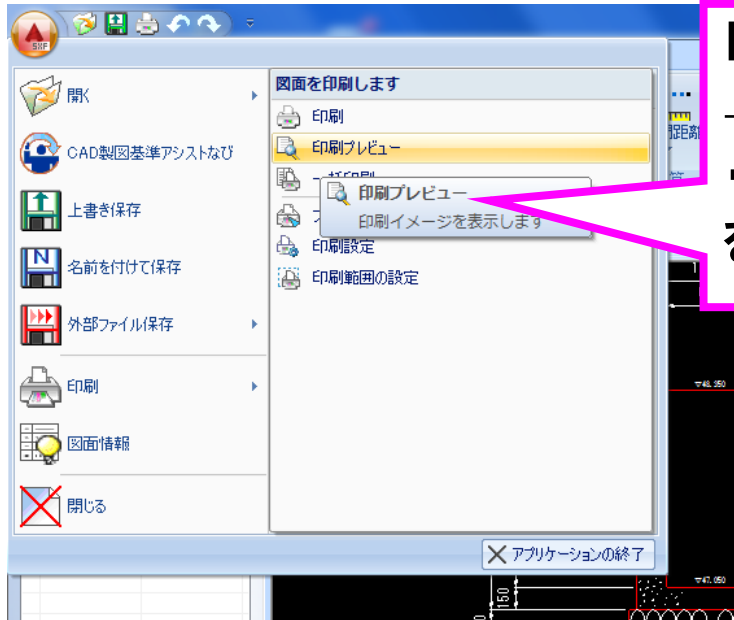 SXF
図面を印刷します
開く
印刷
CAD製図基準アシストなび
印刷プレビュー
印刷プレビュー
印刷イメージを表示します
上書き保存
印刷設定
名前を付けて保存
印刷範囲の設定
外部ファイル保存
印刷
図面情報
閉じる
アプリケーションの終了
を
▽48.350
▽47.050
150